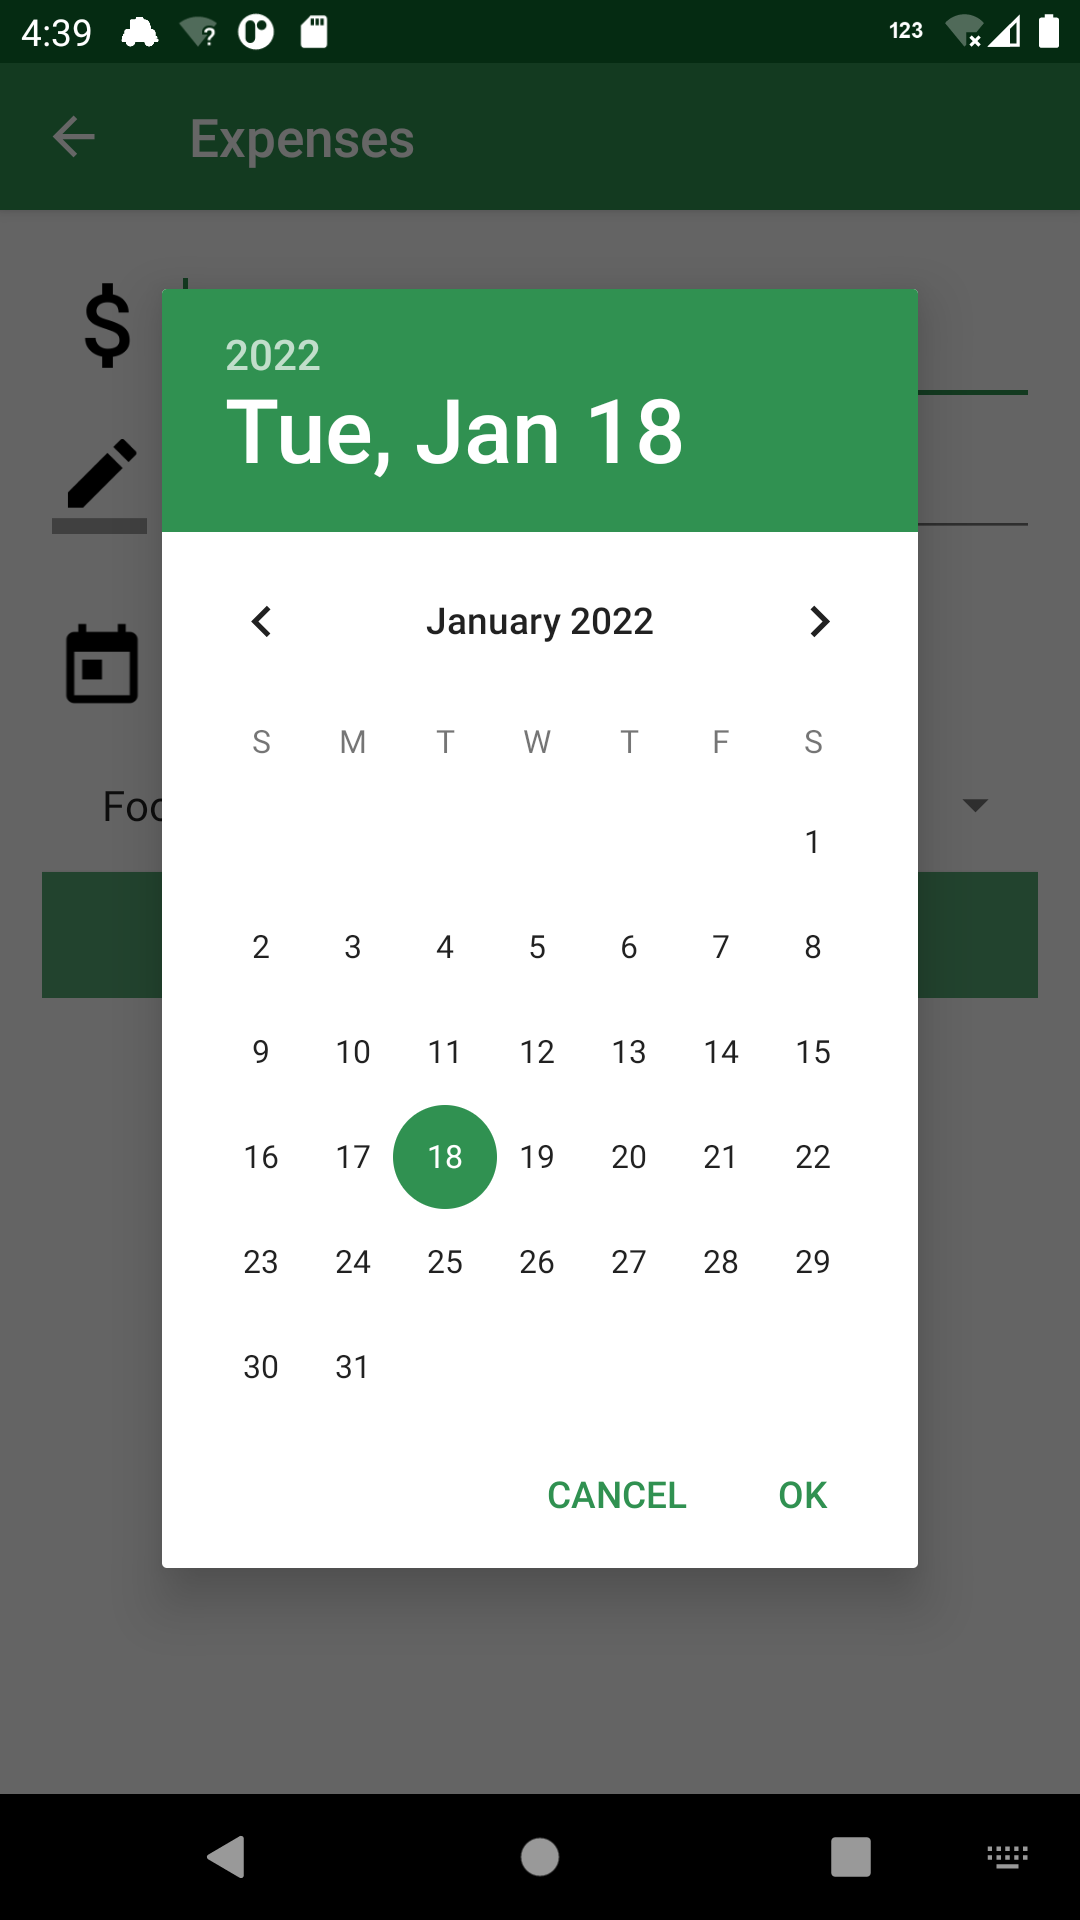 4:39
123
Expenses
$
2022
Tue, Jan 18
January 2022
S M T W T F S
1
2 3 4 5 6 7 8
Foo
9 10 11 12 13 14 15
16 17 18 19 20 21 22
23 24 25 26 27 28 29
30 31
CANCEL OK